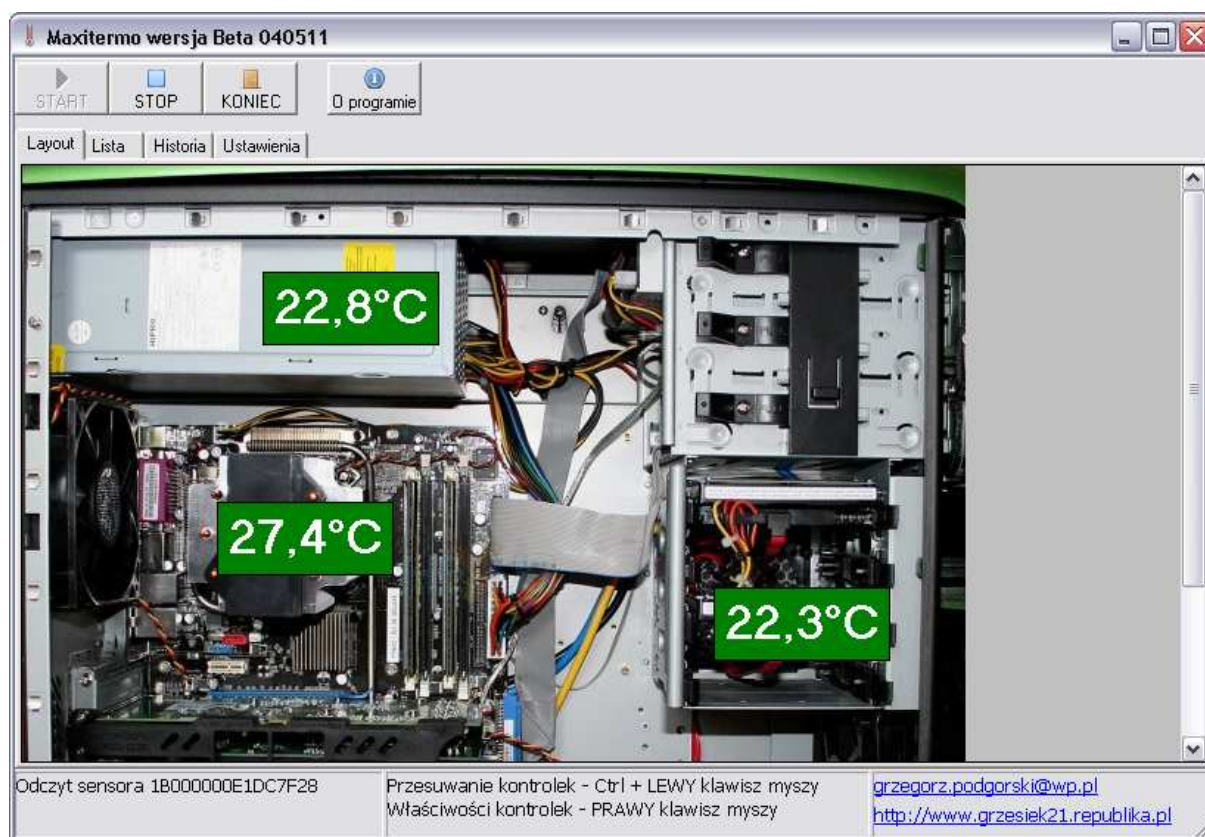 Maxitermo wersja Beta 040511
START STOP KONIEC O programie
Layout Lista Historia Ustawienia
HIPRO
22,8°C
27,4°C
22,3°C
Odczyt sensora 1B000000E1DC7F28
Przesuwanie kontrolek - Ctrl + LEWY klawisz myszy
Właściwości kontrolek - PRAWY klawisz myszy
grzegorz.podgorski@wp.pl
http://www.grzesiek21.republika.pl